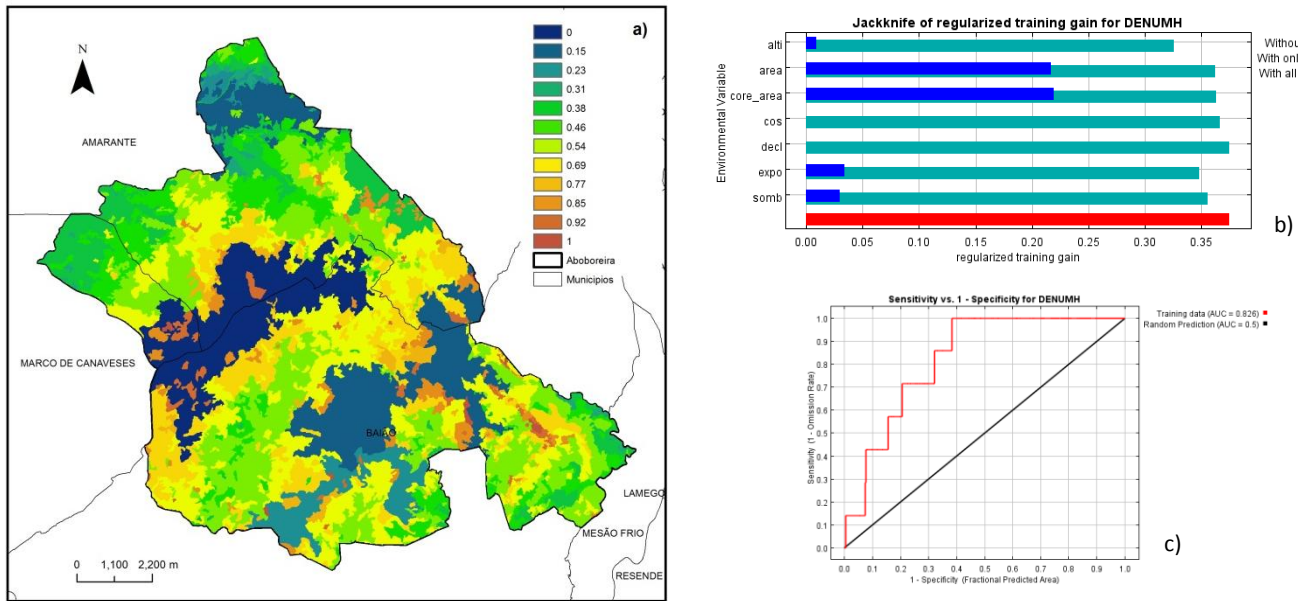 a)
N
AMARANTE
MARCO DE CANAVESES
BAIÃO
LAMEGO
MESÃO FRIO
RESENDE
0
0.15
0.23
0.31
0.38
0.46
0.54
0.69
0.77
0.85
0.92
1
Aboboreira
Municipios
0 1,100 2,200 m
b)
Jackknife of regularized training gain for DENUMH
Environmental Variable
alti
area
core_area
cos
decl
expo
somb
Withou
With onl
With all
0.00 0.05 0.10 0.15 0.20 0.25 0.30 0.35
regularized training gain
c)
Sensitivity vs. 1 - Specificity for DENUMH
Training data (AUC = 0.826)
Random Prediction (AUC = 0.5)
Sensitivity (1 - Omission Rate)
1.0
0.9
0.8
0.7
0.6
0.5
0.4
0.3
0.2
0.1
0.0
0.0 0.1 0.2 0.3 0.4 0.5 0.6 0.7 0.8 0.9 1.0
1 - Specificity (Fractional Predicted Area)